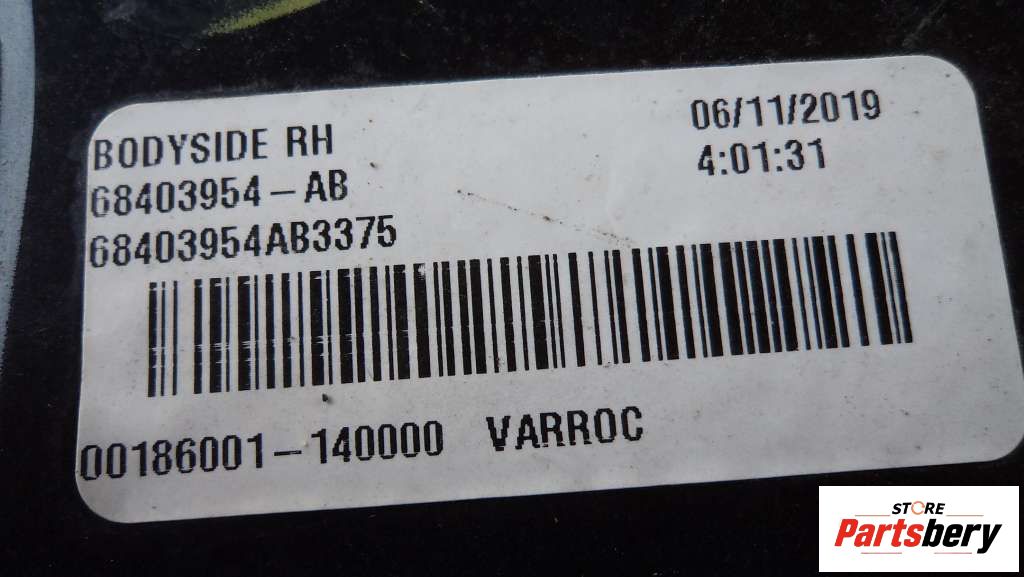 BODYSIDE RH
68403954-AB
68403954AB3375
06/11/2019
4:01:31
00186001-140000 VARROC
STORE
Partsbery